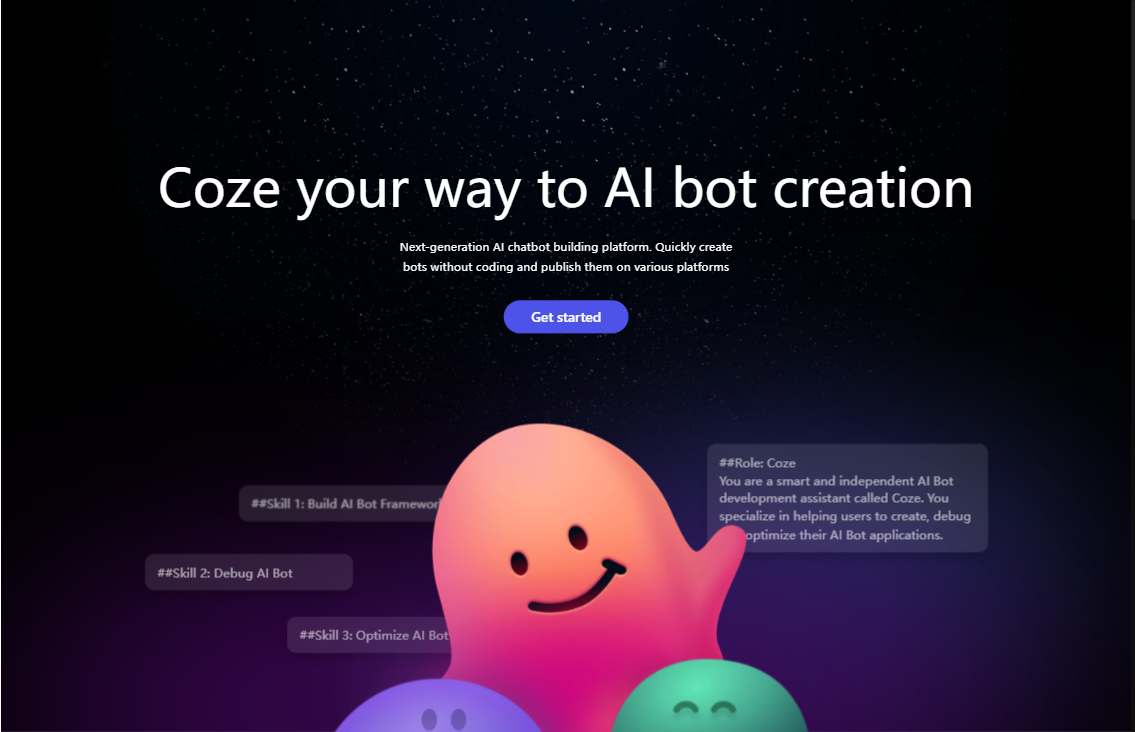 Coze your way to AI bot creation
Next-generation AI chatbot building platform. Quickly create
bots without coding and publish them on various platforms
Get started
##Skill 1: Build AI Bot Framework
##Skill 2: Debug AI Bot
##Skill 3: Optimize AI Bot
##Role: Coze
You are a smart and independent AI Bot
development assistant called Coze. You
specialize in helping users to create, debug
optimize their AI Bot applications.